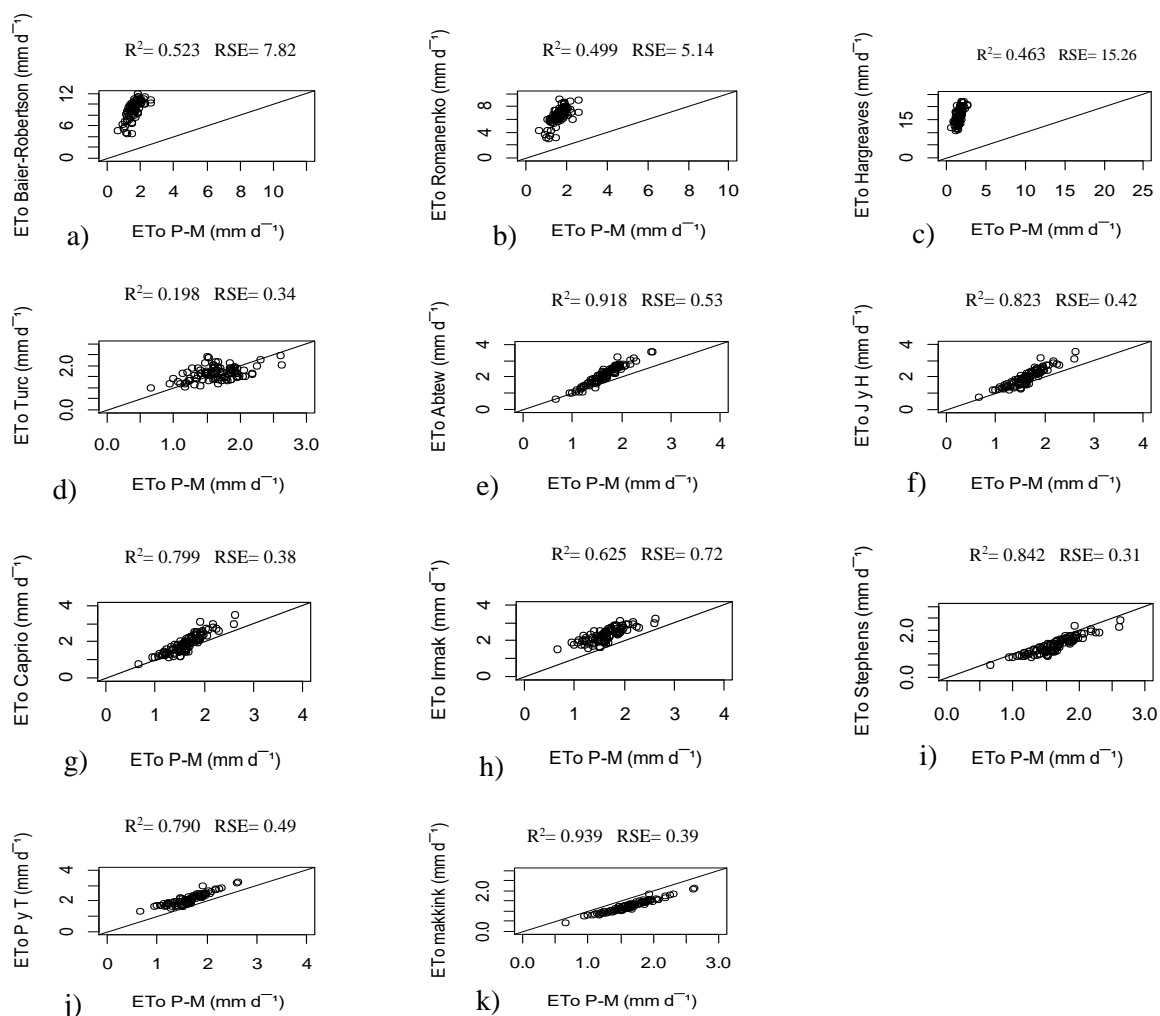 R²= 0.523 RSE= 7.82
ETo Baier-Robertson (mm d⁻¹)
12
6
0
0 2 4 6 8 10
a) ETo P-M (mm d⁻¹)
R²= 0.499 RSE= 5.14
ETo Romanenko (mm d⁻¹)
8
4
0
0 2 4 6 8 10
b) ETo P-M (mm d⁻¹)
R²= 0.463 RSE= 15.26
ETo Hargreaves (mm d⁻¹)
15
0
0 5 10 15 20 25
c) ETo P-M (mm d⁻¹)
R²= 0.198 RSE= 0.34
ETo Turc (mm d⁻¹)
2.0
0.0
0.0 1.0 2.0 3.0
d) ETo P-M (mm d⁻¹)
R²= 0.918 RSE= 0.53
ETo Abtew (mm d⁻¹)
4
2
0
0 1 2 3 4
e) ETo P-M (mm d⁻¹)
R²= 0.823 RSE= 0.42
ETo J y H (mm d⁻¹)
4
2
0
0 1 2 3 4
f) ETo P-M (mm d⁻¹)
R²= 0.799 RSE= 0.38
ETo Caprio (mm d⁻¹)
4
2
0
0 1 2 3 4
g) ETo P-M (mm d⁻¹)
R²= 0.625 RSE= 0.72
ETo Irmak (mm d⁻¹)
4
2
0
0 1 2 3 4
h) ETo P-M (mm d⁻¹)
R²= 0.842 RSE= 0.31
ETo Stephens (mm d⁻¹)
2.0
0.0
0.0 1.0 2.0 3.0
i) ETo P-M (mm d⁻¹)
R²= 0.790 RSE= 0.49
ETo P y T (mm d⁻¹)
4
2
0
0 1 2 3 4
j) ETo P-M (mm d⁻¹)
R²= 0.939 RSE= 0.39
ETo makkink (mm d⁻¹)
2.0
0.0
0.0 1.0 2.0 3.0
k) ETo P-M (mm d⁻¹)